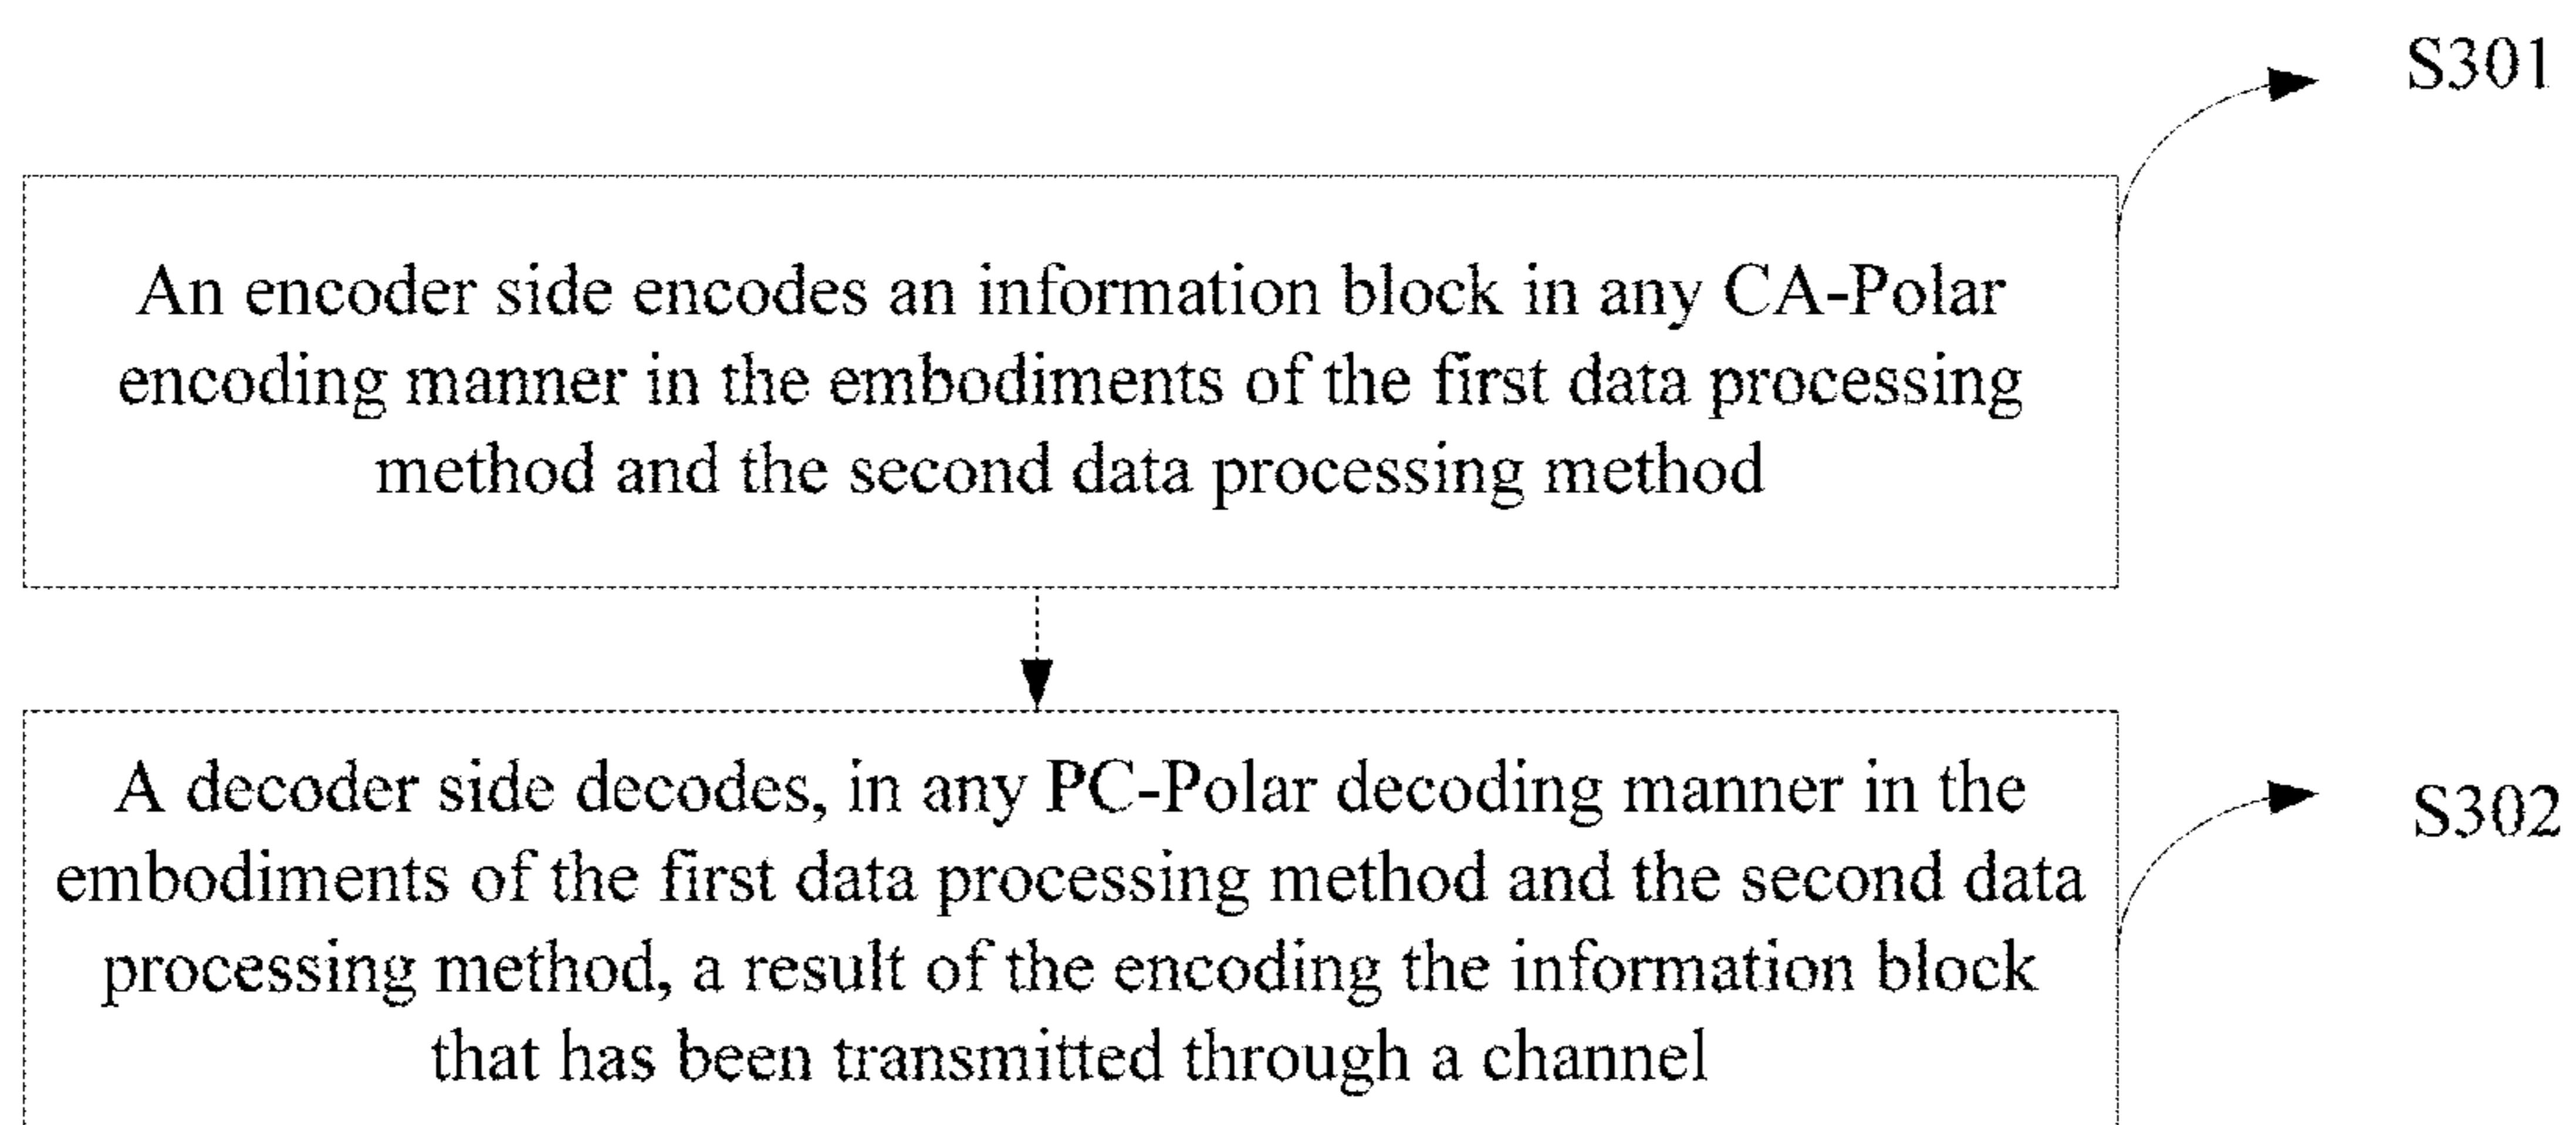 S301
An encoder side encodes an information block in any CA-Polar
encoding manner in the embodiments of the first data processing
method and the second data processing method
A decoder side decodes, in any PC-Polar decoding manner in the
embodiments of the first data processing method and the second data
processing method, a result of the encoding the information block
that has been transmitted through a channel
S302